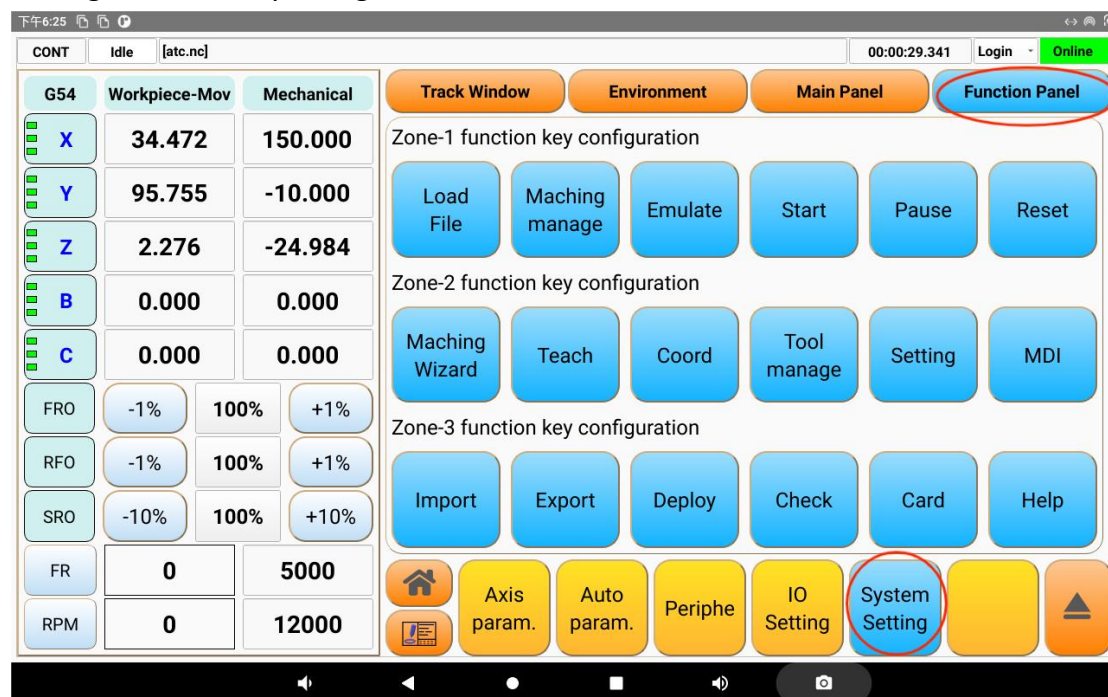 下午6:25
CONT Idle [atc.nc] 00:00:29.341 Login Online
G54 Workpiece-Mov Mechanical
X 34.472 150.000
Y 95.755 -10.000
Z 2.276 -24.984
B 0.000 0.000
C 0.000 0.000
FRO -1% 100% +1%
RFO -1% 100% +1%
SRO -10% 100% +10%
FR 0 5000
RPM 0 12000
Track Window Environment Main Panel Function Panel
Zone-1 function key configuration
Load File Maching manage Emulate Start Pause Reset
Zone-2 function key configuration
Maching Wizard Teach Coord Tool manage Setting MDI
Zone-3 function key configuration
Import Export Deploy Check Card Help
Axis param. Auto param. Periphe IO Setting System Setting